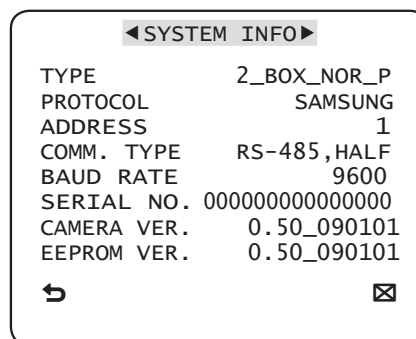 ◀SYSTEM INFO▶
TYPE 2_BOX_NOR_P
PROTOCOL SAMSUNG
ADDRESS 1
COMM. TYPE RS-485,HALF
BAUD RATE 9600
SERIAL NO. 000000000000000
CAMERA VER. 0.50_090101
EEPROM VER. 0.50_090101